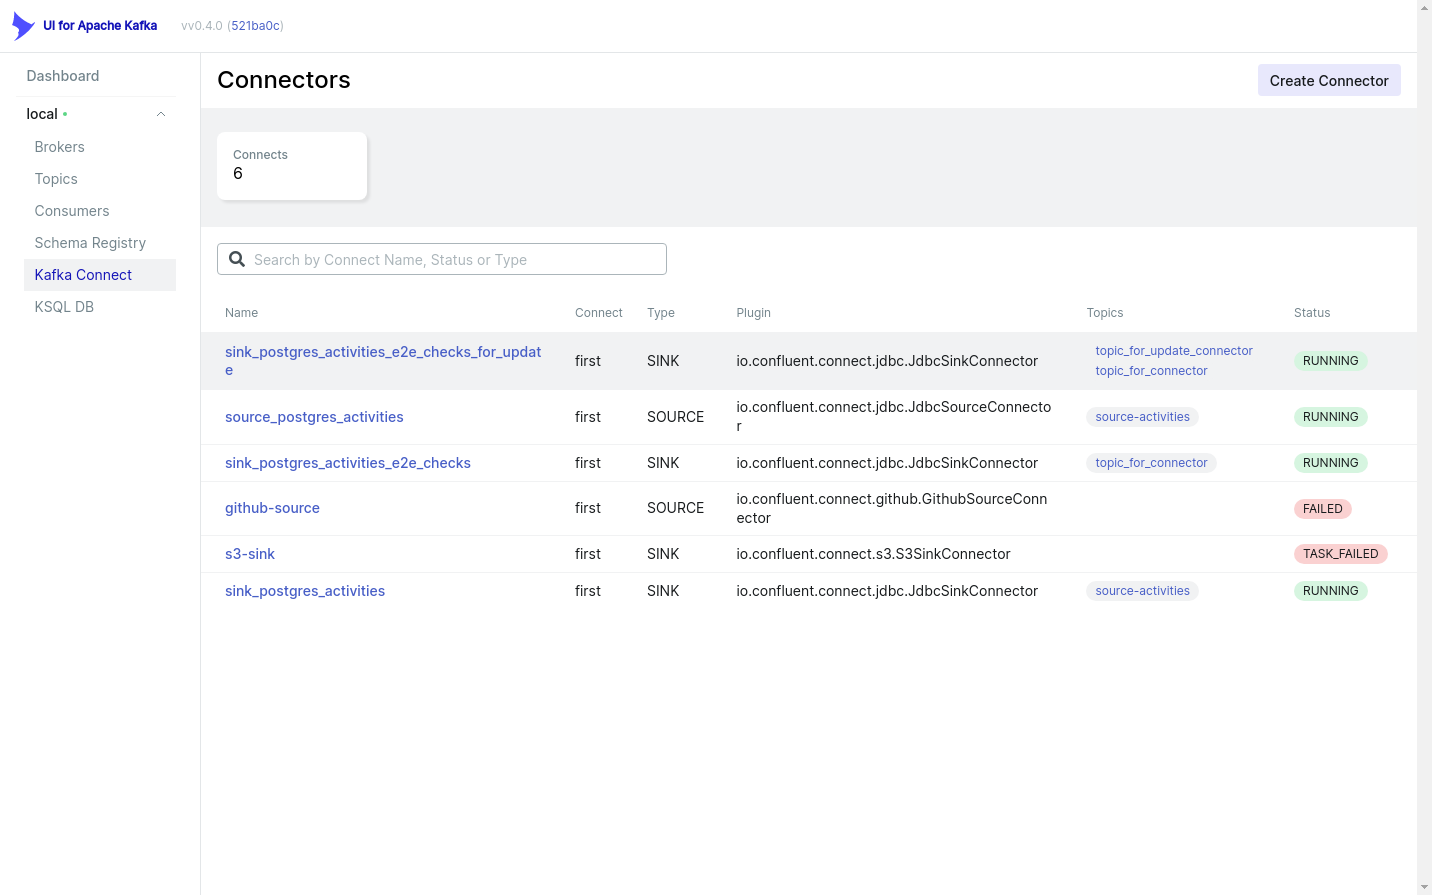 UI for Apache Kafka vv0.4.0 (521ba0c)
Dashboard
local
Brokers
Topics
Consumers
Schema Registry
Kafka Connect
KSQL DB
Connectors
Create Connector
Connects
6
Search by Connect Name, Status or Type
Name Connect Type Plugin Topics Status
sink_postgres_activities_e2e_checks_for_updat
e
first SINK io.confluent.connect.jdbc.JdbcSinkConnector
topic_for_update_connector
topic_for_connector
RUNNING
source_postgres_activities first SOURCE
io.confluent.connect.jdbc.JdbcSourceConnecto
r
source-activities RUNNING
sink_postgres_activities_e2e_checks first SINK io.confluent.connect.jdbc.JdbcSinkConnector topic_for_connector RUNNING
github-source first SOURCE
io.confluent.connect.github.GithubSourceConn
ector
FAILED
s3-sink first SINK io.confluent.connect.s3.S3SinkConnector TASK_FAILED
sink_postgres_activities first SINK io.confluent.connect.jdbc.JdbcSinkConnector source-activities RUNNING